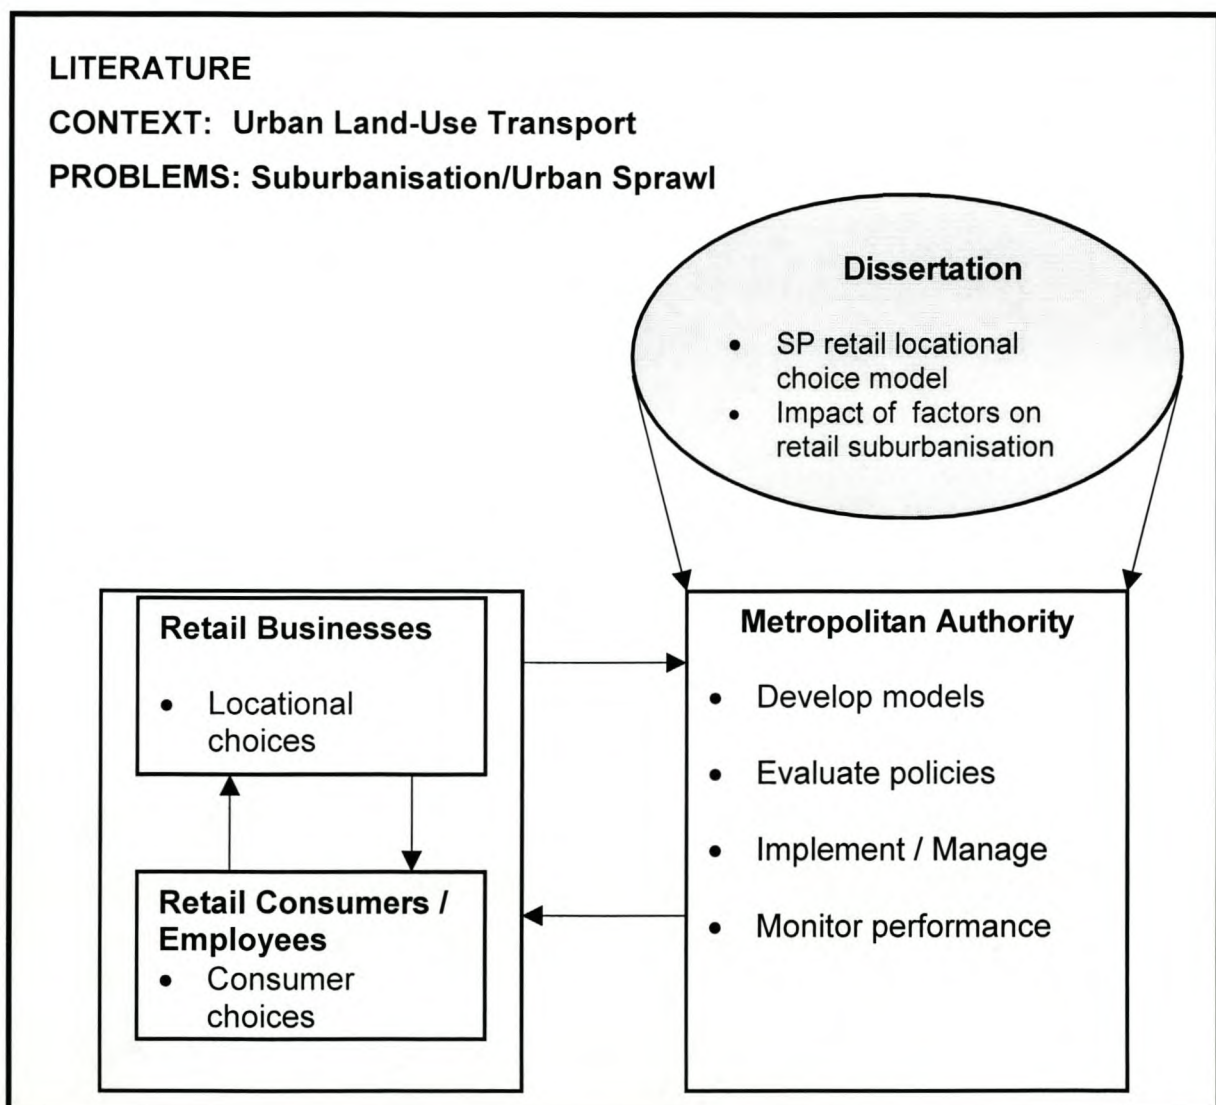 LITERATURE
CONTEXT: Urban Land-Use Transport
PROBLEMS: Suburbanisation/Urban Sprawl
Dissertation
• SP retail locational
choice model
• Impact of factors on
retail suburbanisation
Retail Businesses
• Locational
choices
Retail Consumers /
Employees
• Consumer
choices
Metropolitan Authority
• Develop models
• Evaluate policies
• Implement / Manage
• Monitor performance